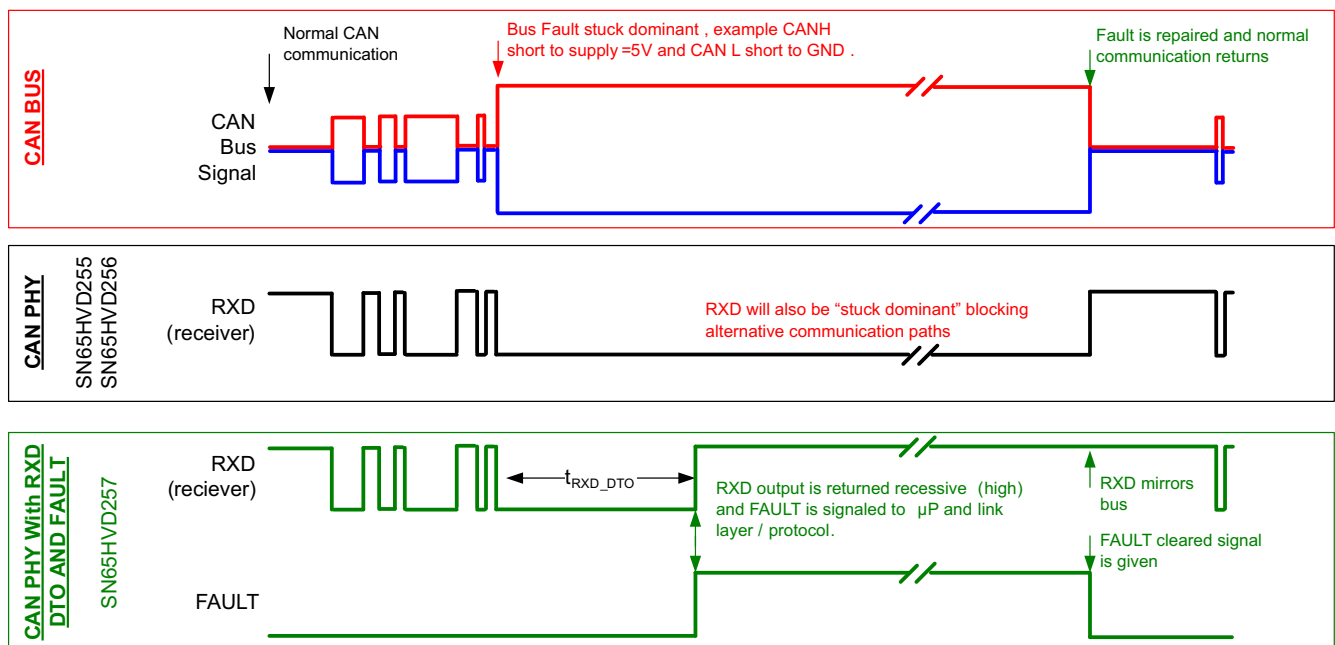 CAN BUS
Normal CAN
communication
Bus Fault stuck dominant , example CANH
short to supply =5V and CAN L short to GND .
Fault is repaired and normal
communication returns
CAN
Bus
Signal
CAN PHY
SN65HVD255
SN65HVD256
RXD
(receiver)
RXD will also be “stuck dominant” blocking
alternative communication paths
CAN PHY With RXD
DTO AND FAULT
SN65HVD257
RXD
(reciever)
tRXD_DTO
RXD output is returned recessive (high)
and FAULT is signaled to µP and link
layer / protocol.
RXD mirrors
bus
FAULT cleared signal
is given
FAULT